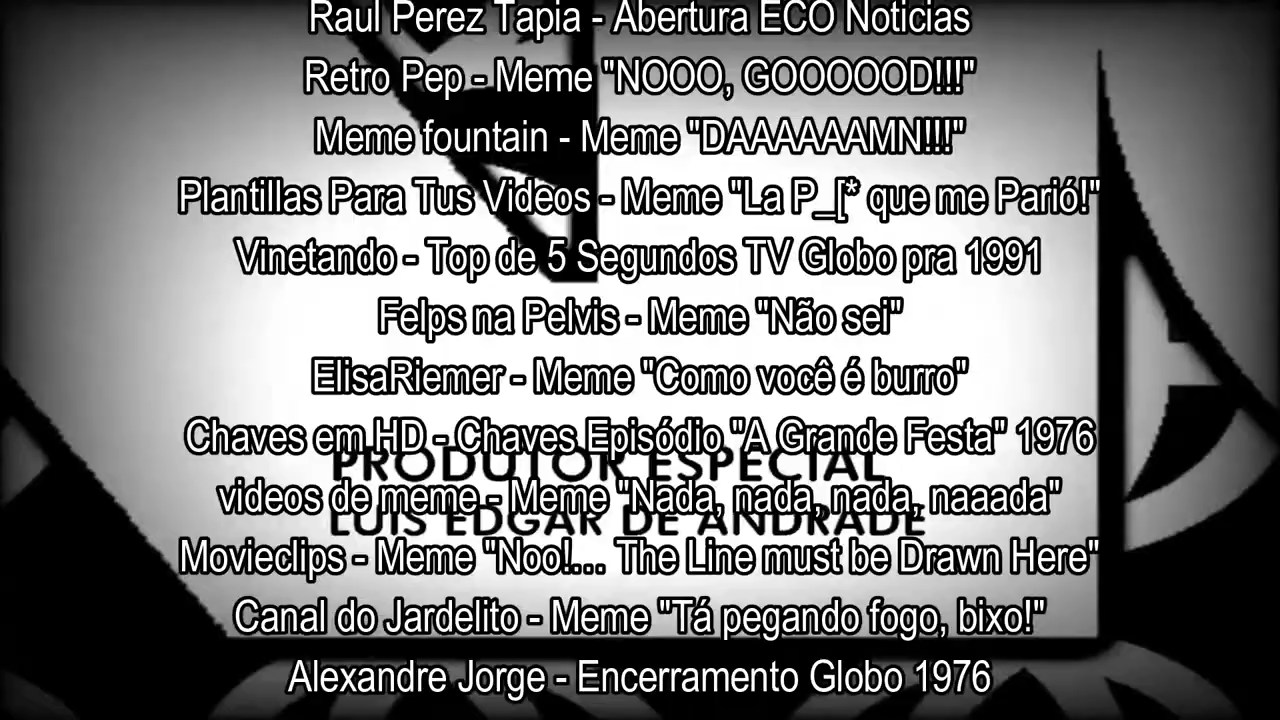 Raul Perez Tapia - Abertura ECO Noticias
Retro Pep - Meme "NOOO, GOOOOOD!!!"
Meme fountain - Meme "DAAAAAAMN!!!"
Plantillas Para Tus Videos - Meme "La P_[* que me Parió!"
Vinetando - Top de 5 Segundos TV Globo pra 1991
Felps na Pelvis - Meme "Não sei"
ElisaRiemer - Meme "Como você é burro"
Chaves em HD - Chaves Episódio "A Grande Festa" 1976
PRODUTOR ESPECIAL
videos de meme - Meme "Nada, nada, nada, naaada"
LUIS EDGAR DE ANDRADE
Movieclips - Meme "Noo!... The Line must be Drawn Here"
Canal do Jardelito - Meme "Tá pegando fogo, bixo!"
Alexandre Jorge - Encerramento Globo 1976